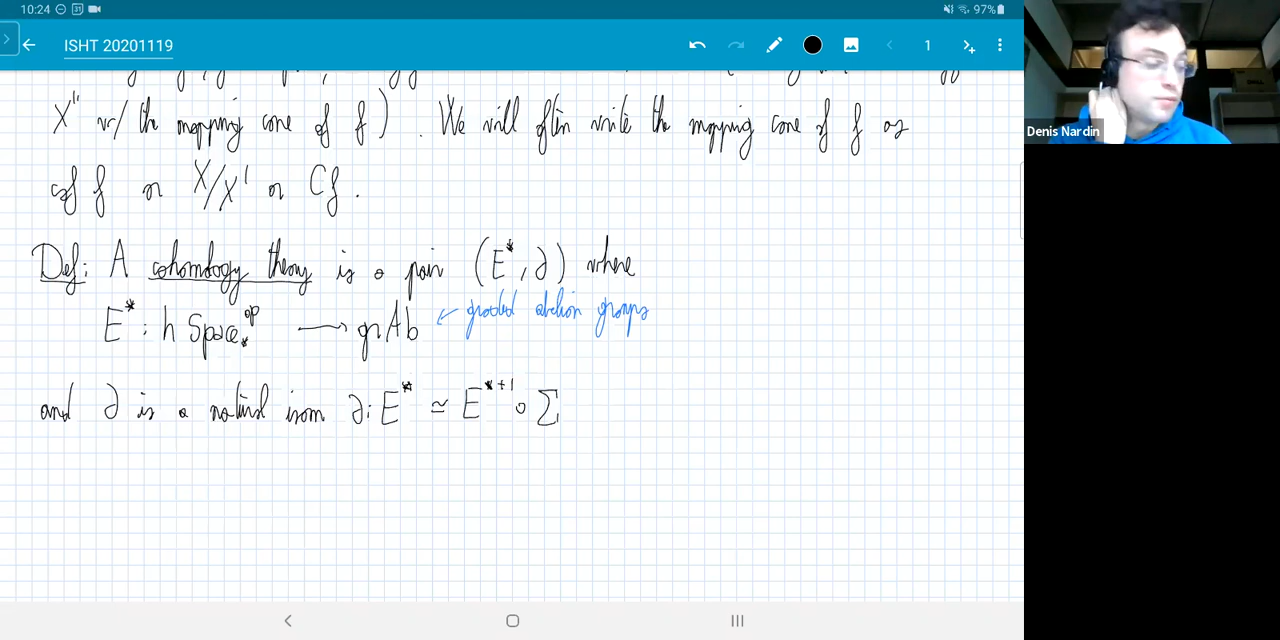 10:24 31 97%
ISHT 20201119 1
X" w/ the mapping cone of f ) . We will often write the mapping cone of f as
cof f or X/X' or Cf .
Def: A cohomology theory is a pair (E*, ∂) where
E* : h Space*^op ⟶ grAb ← graded abelian groups
and ∂ is a natural isom ∂: E* ≃ E*+1 ∘ Σ
Denis Nardin